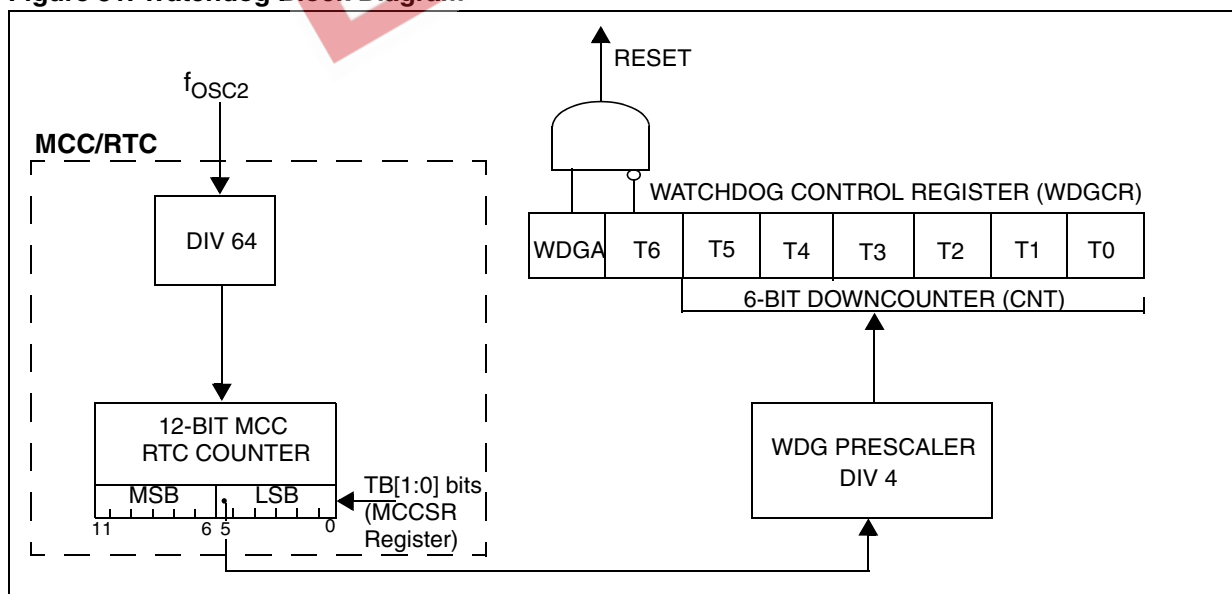 fOSC2
MCC/RTC
DIV 64
12-BIT MCC
RTC COUNTER
MSB
LSB
11
6
5
0
TB[1:0] bits
(MCCSR
Register)
RESET
WATCHDOG CONTROL REGISTER (WDGCR)
WDGA
T6
T5
T4
T3
T2
T1
T0
6-BIT DOWNCOUNTER (CNT)
WDG PRESCALER
DIV 4